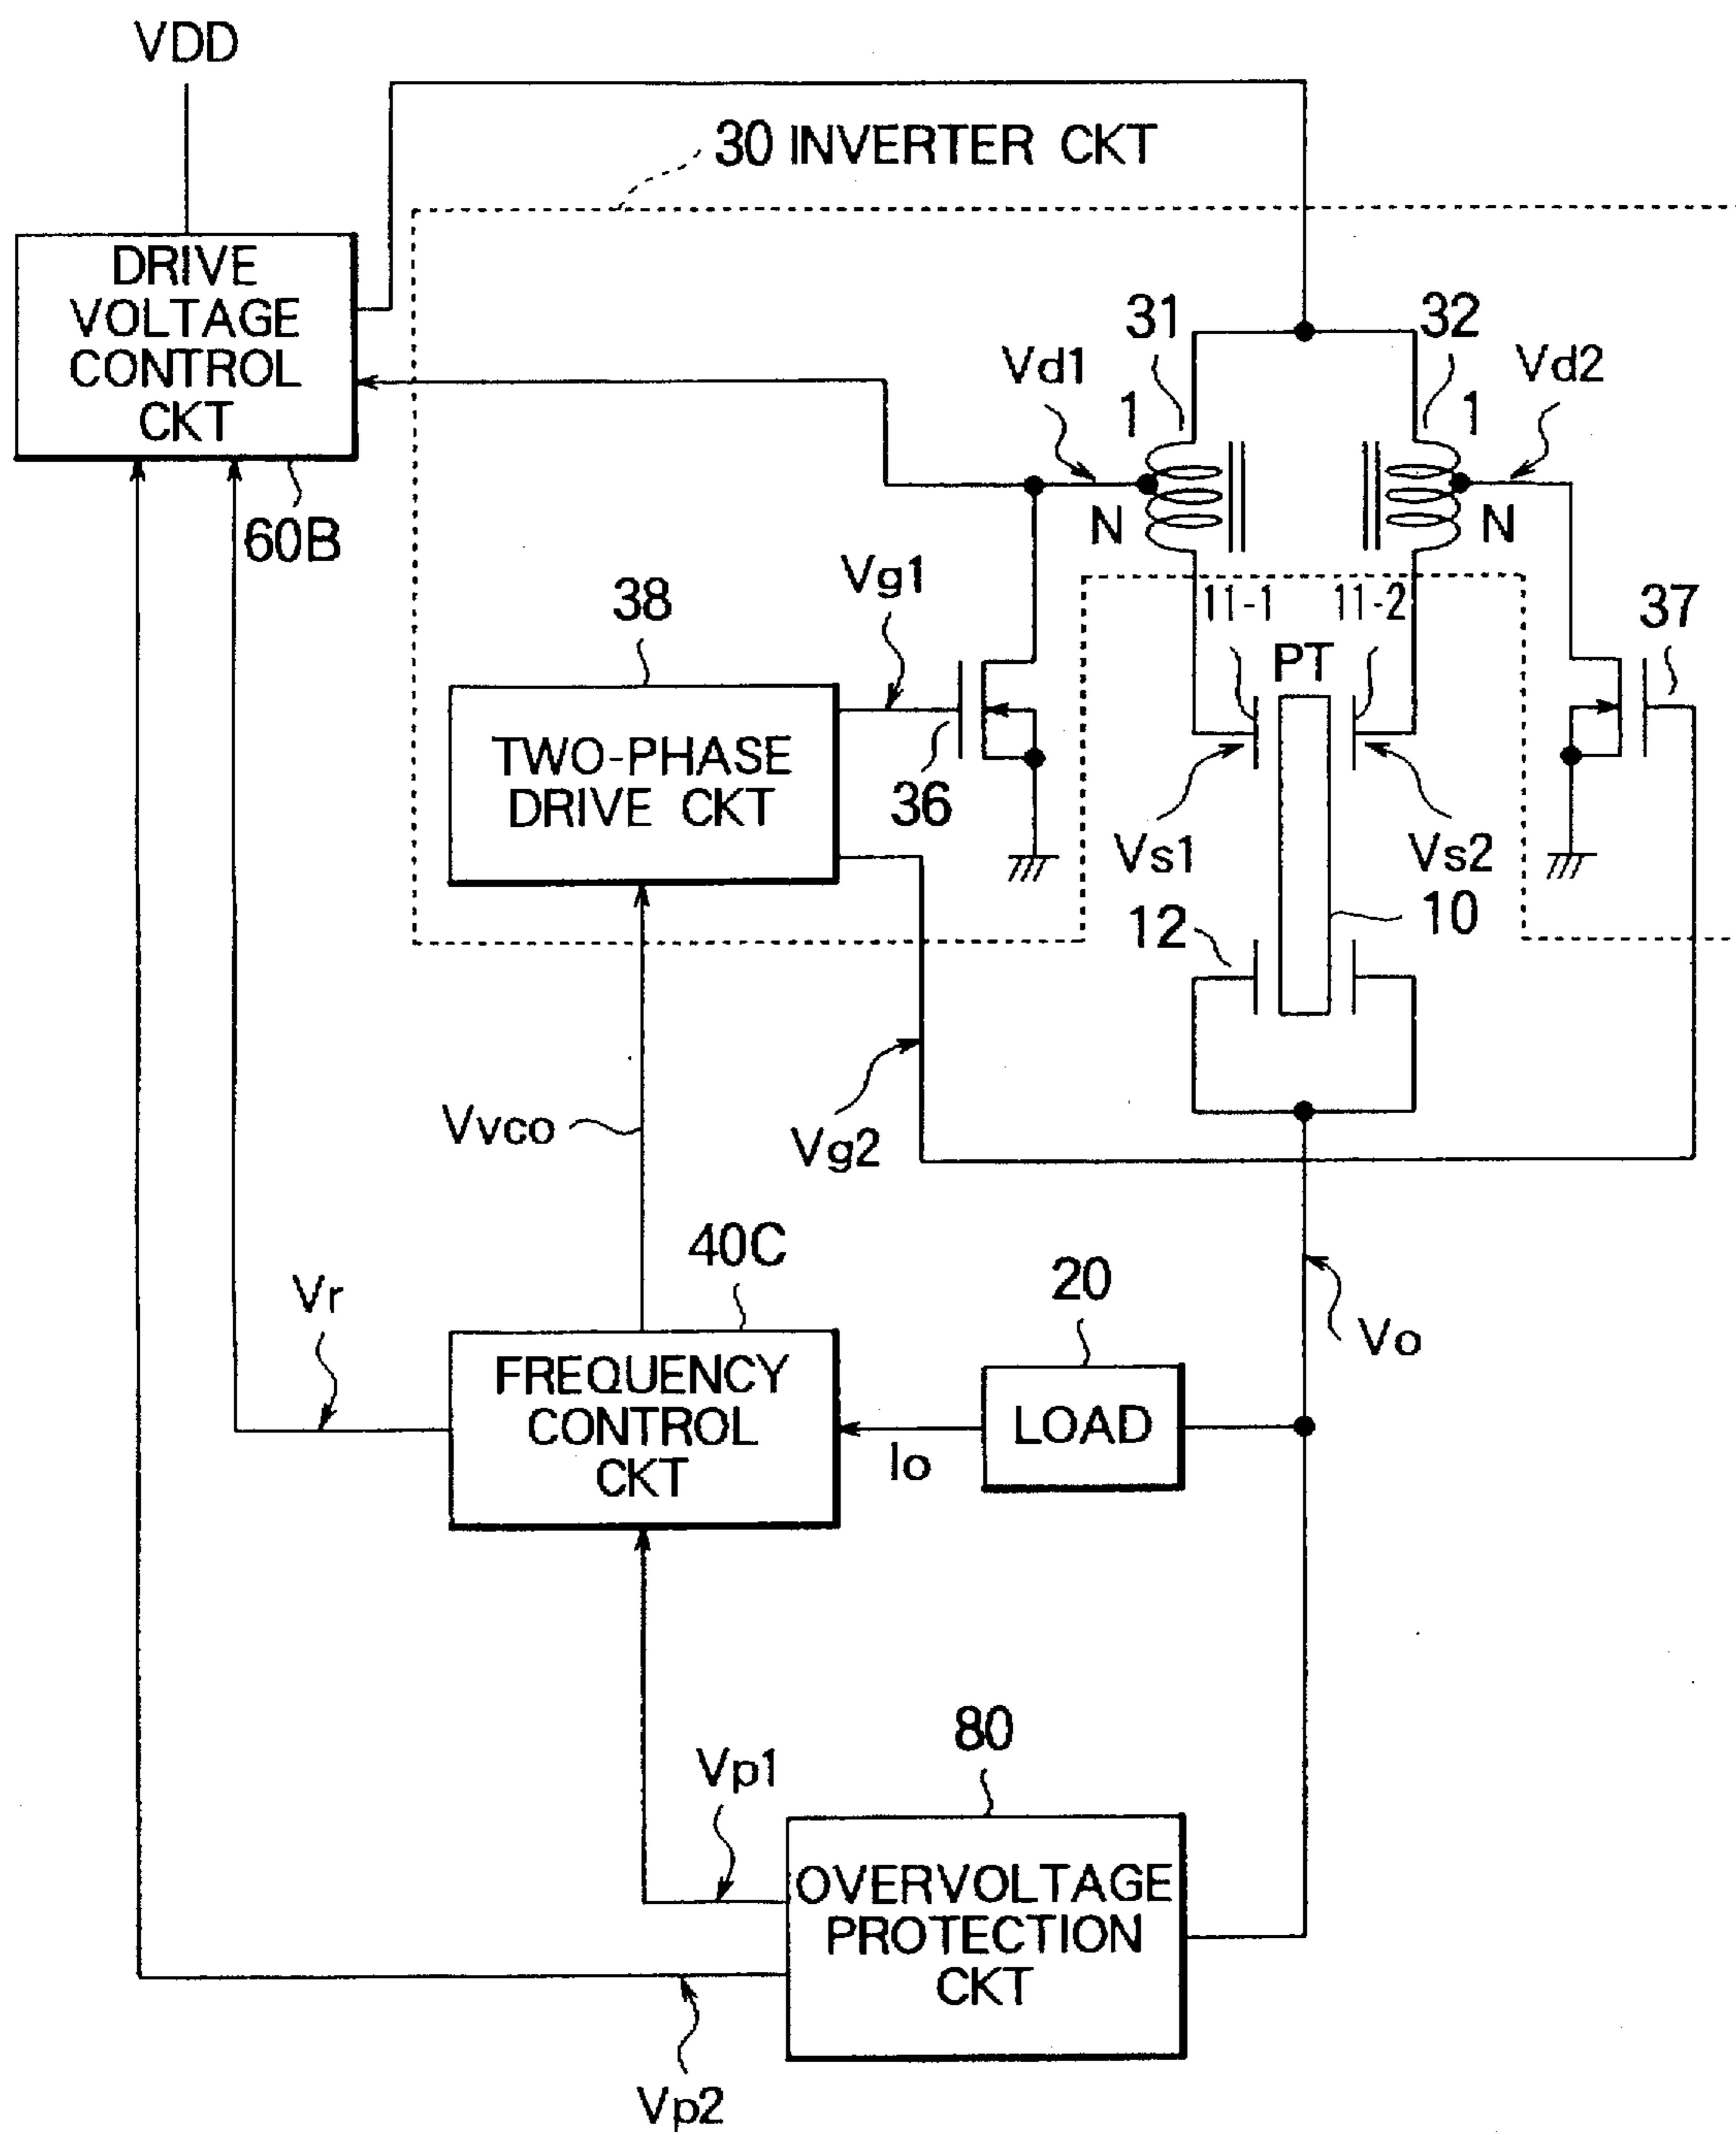 VDD
30 INVERTER CKT
DRIVE
VOLTAGE
CONTROL
CKT
60B
31
32
Vd1
Vd2
1
1
N
N
38
Vg1
11-1
11-2
37
PT
TWO-PHASE
DRIVE CKT
36
Vs1
Vs2
12
10
Vvco
Vg2
40C
20
Vr
Vo
FREQUENCY
CONTROL
CKT
Io
LOAD
80
Vp1
OVERVOLTAGE
PROTECTION
CKT
Vp2